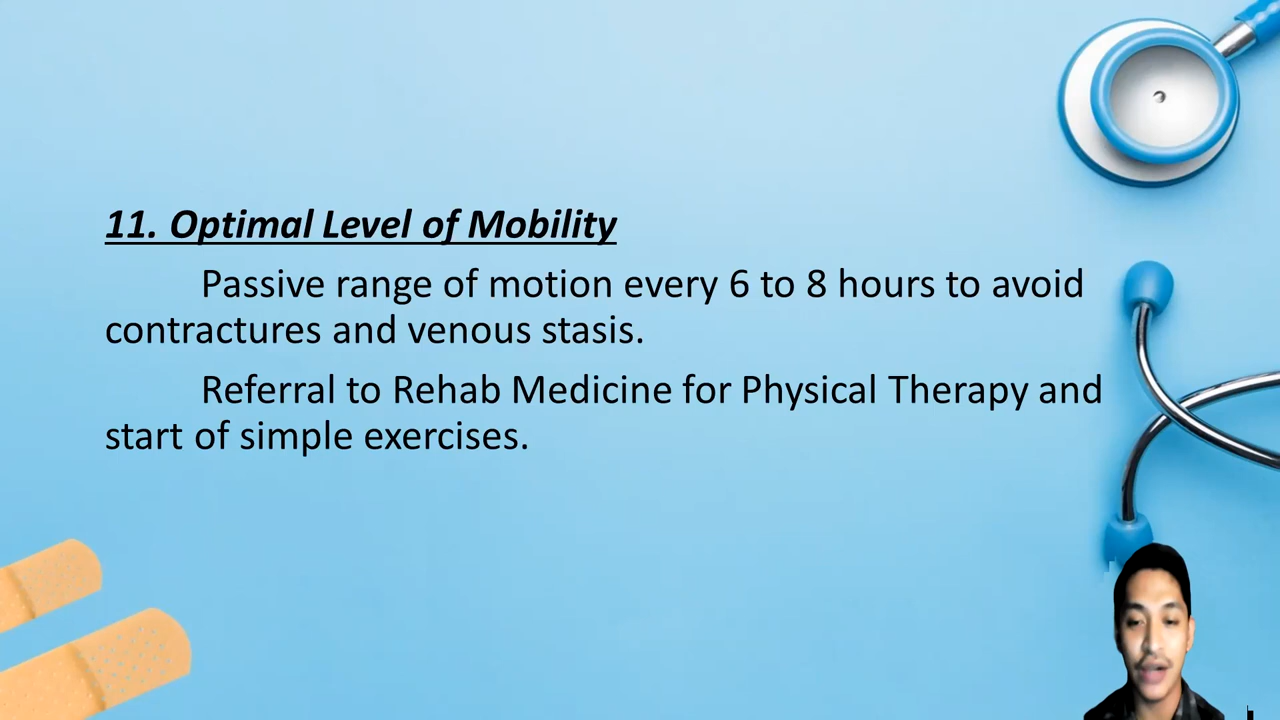 11. Optimal Level of Mobility
Passive range of motion every 6 to 8 hours to avoid
contractures and venous stasis.
Referral to Rehab Medicine for Physical Therapy and
start of simple exercises.